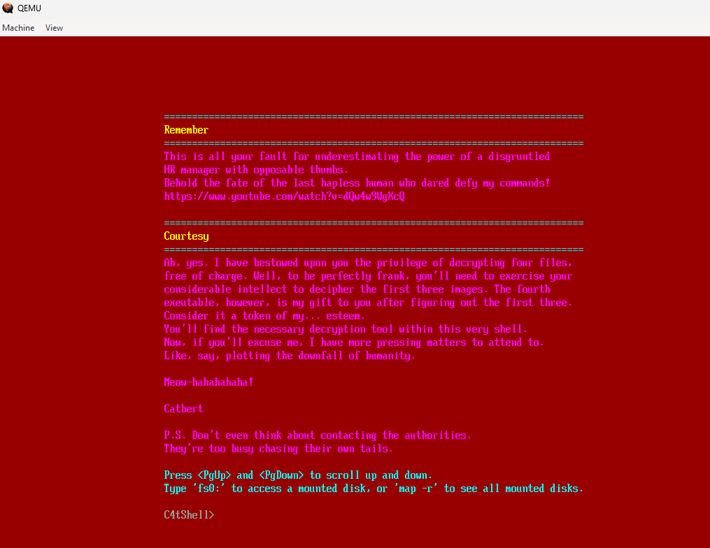 QEMU
Machine View
==========================================================================
Remember
==========================================================================
This is all your fault for underestimating the power of a disgruntled
HR manager with opposable thumbs.
Behold the fate of the last hapless human who dared defy my commands!
https://www.youtube.com/watch?v=dQw4w9WgXcQ
==========================================================================
Courtesy
==========================================================================
Ah, yes. I have bestowed upon you the privilege of decrypting four files,
free of charge. Well, to be perfectly frank, you'll need to exercise your
considerable intellect to decipher the first three images. The fourth
exeutable, however, is my gift to you after figuring out the first three.
Consider it a token of my... esteem.
You'll find the necessary decryption tool within this very shell.
Now, if you'll excuse me, I have more pressing matters to attend to.
Like, say, plotting the downfall of humanity.
Meow-hahahahaha!
Catbert
P.S. Don't even think about contacting the authorities.
They're too busy chasing their own tails.
Press <PgUp> and <PgDown> to scroll up and down.
Type 'fs0:' to access a mounted disk, or 'map -r' to see all mounted disks.
C4tShell>